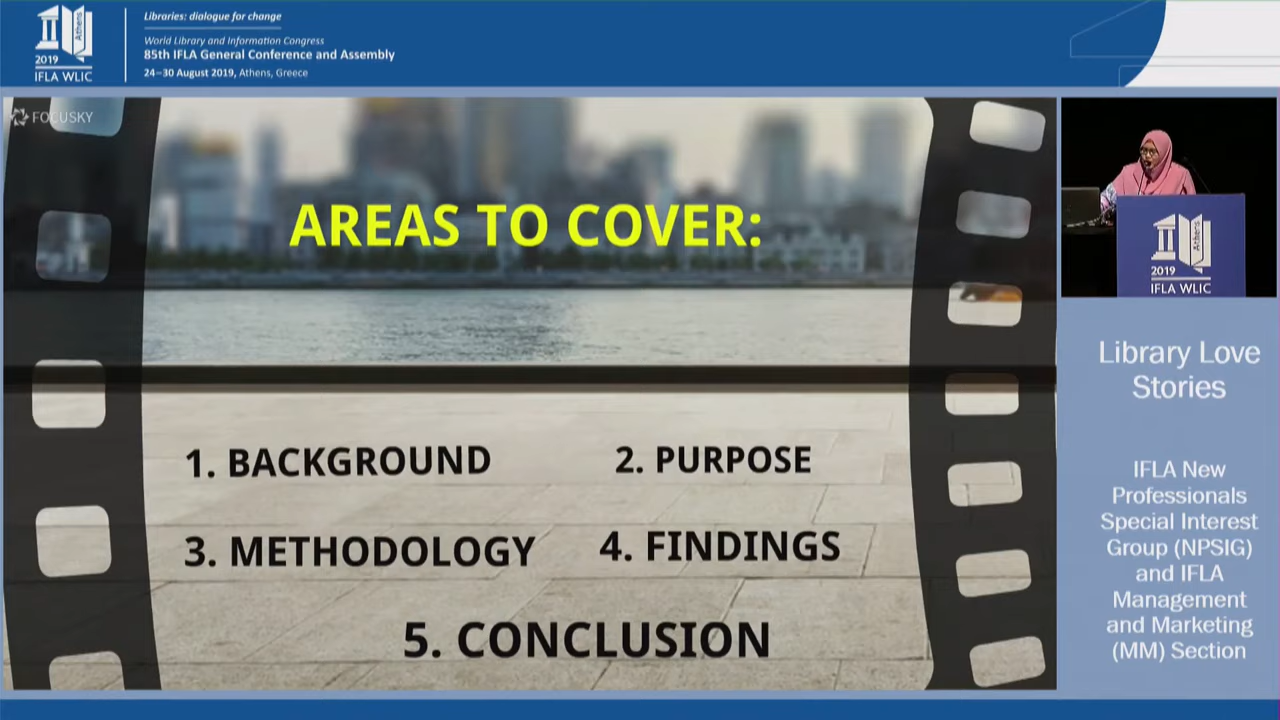 Libraries: dialogue for change
World Library and Information Congress
85th IFLA General Conference and Assembly
24–30 August 2019, Athens, Greece
Athens
2019
IFLA WLIC
FOCUSKY
AREAS TO COVER:
1. BACKGROUND
2. PURPOSE
3. METHODOLOGY
4. FINDINGS
5. CONCLUSION
Athens
2019
IFLA WLIC
Library Love
Stories
IFLA New
Professionals
Special Interest
Group (NPSIG)
and IFLA
Management
and Marketing
(MM) Section